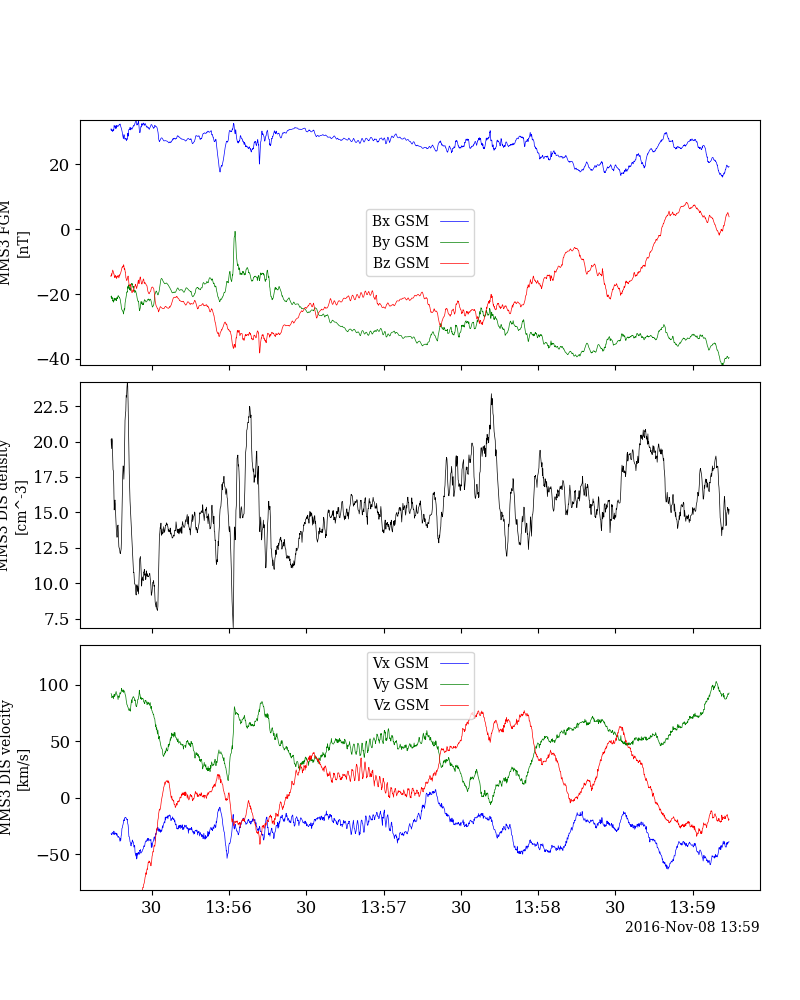 20
0
−20
−40
MMS3 FGM
[nT]
Bx GSM
By GSM
Bz GSM
22.5
20.0
17.5
15.0
12.5
10.0
7.5
MMS3 DIS density
[cm^-3]
100
50
0
−50
MMS3 DIS velocity
[km/s]
Vx GSM
Vy GSM
Vz GSM
30 13:56 30 13:57 30 13:58 30 13:59
2016-Nov-08 13:59